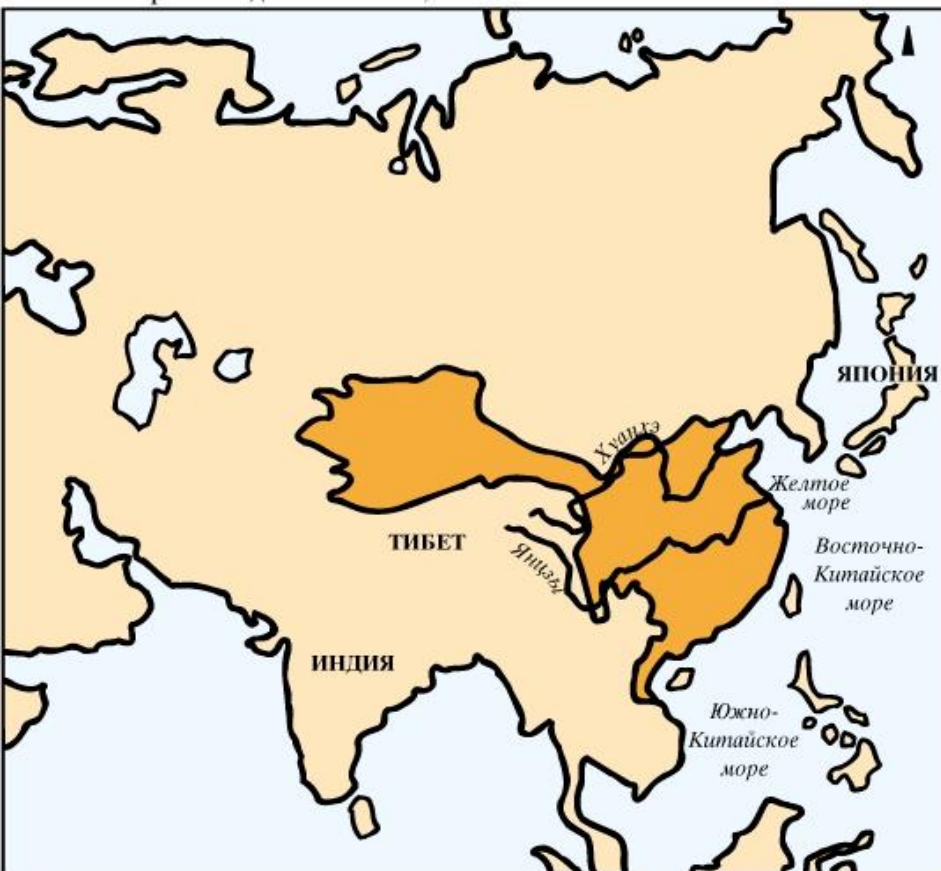 ЯПОНИЯ
Хуанхэ
Желтое
море
ТИБЕТ
Янцзы
Восточно-
Китайское
море
ИНДИЯ
Южно-
Китайское
море